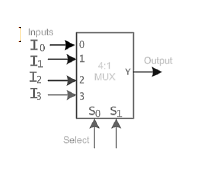 Inputs
I0 0
I1 1
I2 2
I3 3
4:1
MUX
Y
Output
S0 S1
Select